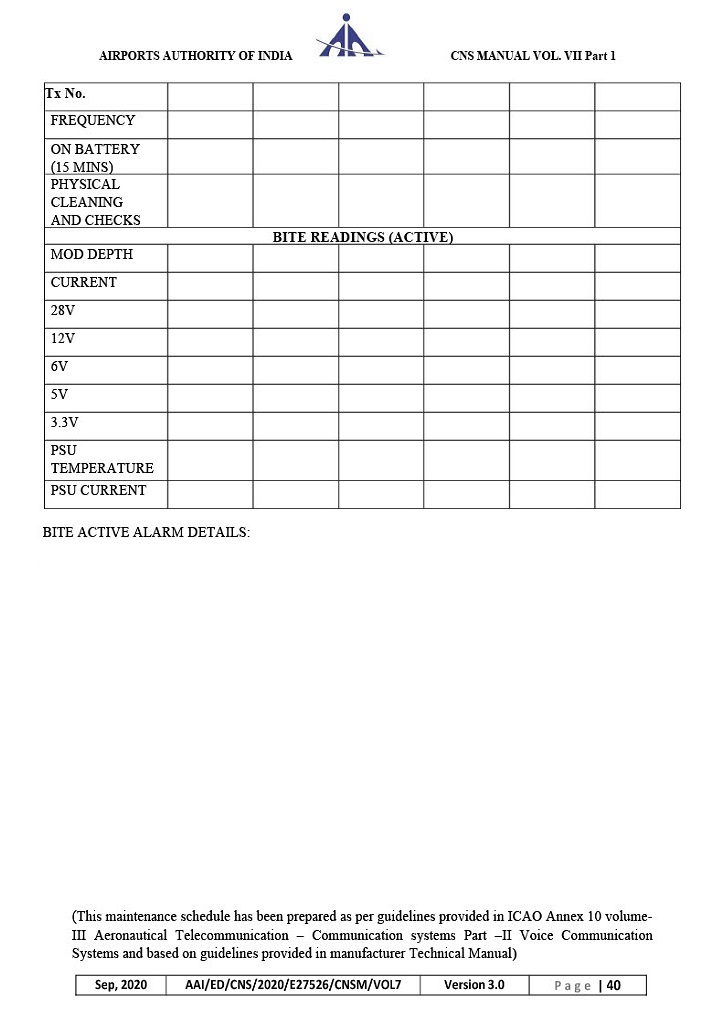 AIRPORTS AUTHORITY OF INDIA CNS MANUAL VOL. VII Part 1
Tx No.
FREQUENCY
ON BATTERY
(15 MINS)
PHYSICAL
CLEANING
AND CHECKS
BITE READINGS (ACTIVE)
MOD DEPTH
CURRENT
28V
12V
6V
5V
3.3V
PSU
TEMPERATURE
PSU CURRENT
BITE ACTIVE ALARM DETAILS:
(This maintenance schedule has been prepared as per guidelines provided in ICAO Annex 10 volume-
III Aeronautical Telecommunication – Communication systems Part –II Voice Communication
Systems and based on guidelines provided in manufacturer Technical Manual)
Sep, 2020 AAI/ED/CNS/2020/E27526/CNSM/VOL7 Version 3.0 Page | 40